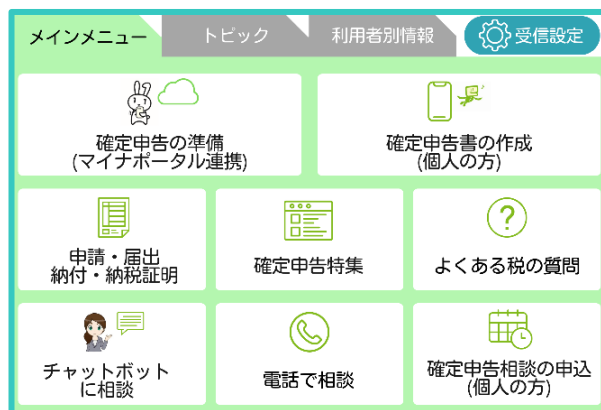 メインメニュー
トピック
利用者別情報
受信設定
確定申告の準備
(マイナポータル連携)
確定申告書の作成
(個人の方)
申請・届出
納付・納税証明
確定申告特集
よくある税の質問
チャットボット
に相談
電話で相談
確定申告相談の申込
(個人の方)